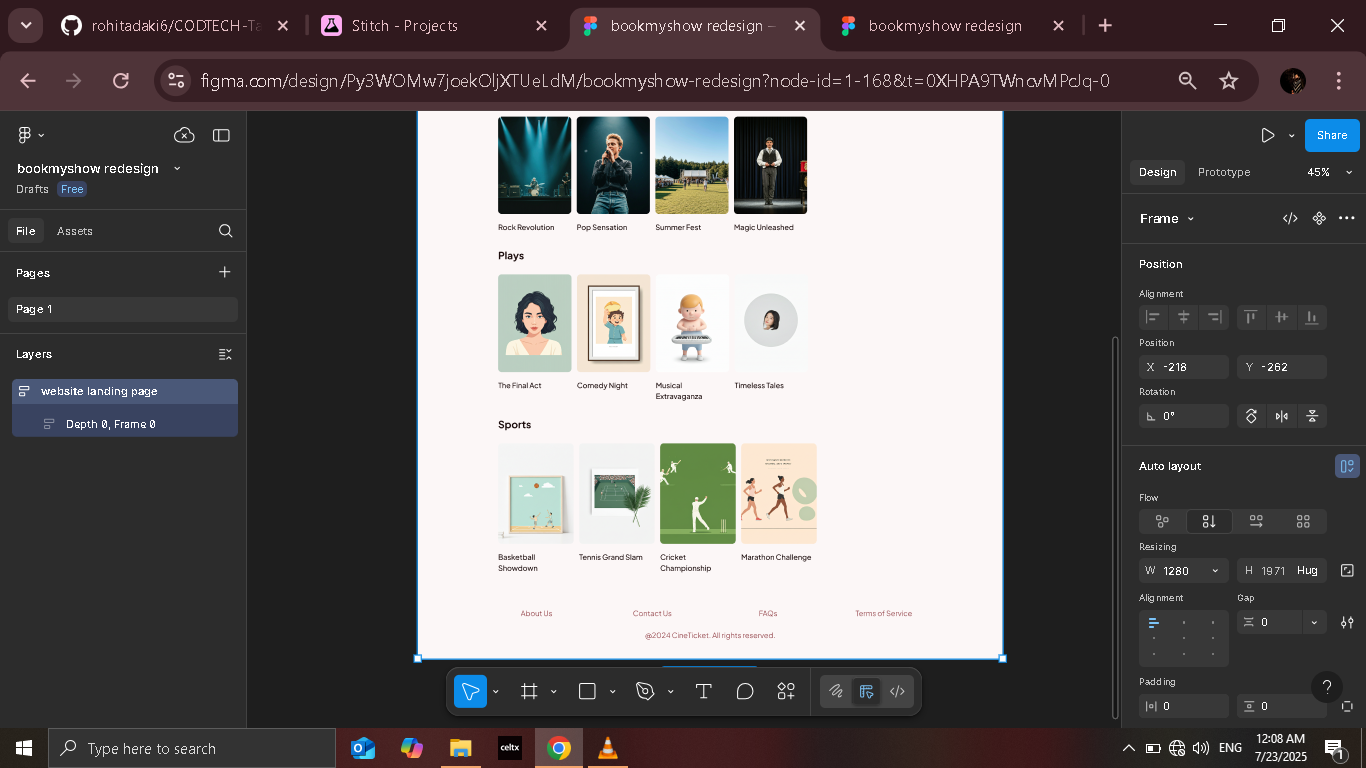 rohitadaki6/CODTECH-Ta
Stitch - Projects
bookmyshow redesign –
bookmyshow redesign
figma.com/design/Py3WOMw7joekOljXTUeLdM/bookmyshow-redesign?node-id=1-168&t=0XHPA9TWncvMPcJq-0
bookmyshow redesign
Drafts Free
File Assets
Pages
Page 1
Layers
website landing page
Depth 0, Frame 0
Rock Revolution Pop Sensation Summer Fest Magic Unleashed
Plays
The Final Act Comedy Night Musical Extravaganza Timeless Tales
Sports
Basketball Showdown Tennis Grand Slam Cricket Championship Marathon Challenge
About Us Contact Us FAQs Terms of Service
@2024 CineTicket. All rights reserved.
Share
Design Prototype 45%
Frame
Position
Alignment
Position
X -218 Y -262
Rotation
0°
Auto layout
Flow
Resizing
W 1280 H 1971 Hug
Alignment Gap
0
Padding
0 0
?
Type here to search
celtx
ENG
12:08 AM
7/23/2025
1